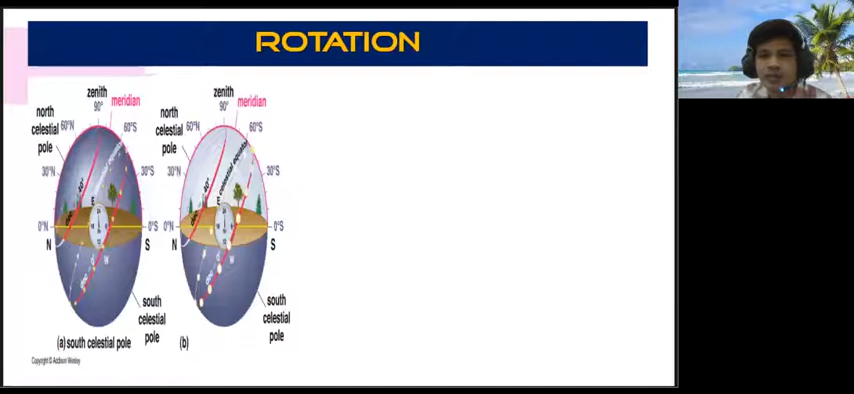 ROTATION
zenith
90°
meridian
north
celestial
pole
60°N
60°S
30°N
30°S
0°N
0°S
N
S
E
W
celestial equator
south
celestial
pole
(a) south celestial pole
zenith
90°
meridian
north
celestial
pole
60°N
60°S
30°N
30°S
0°N
0°S
N
S
E
W
celestial equator
south
celestial
pole
(b)
Copyright © Addison Wesley